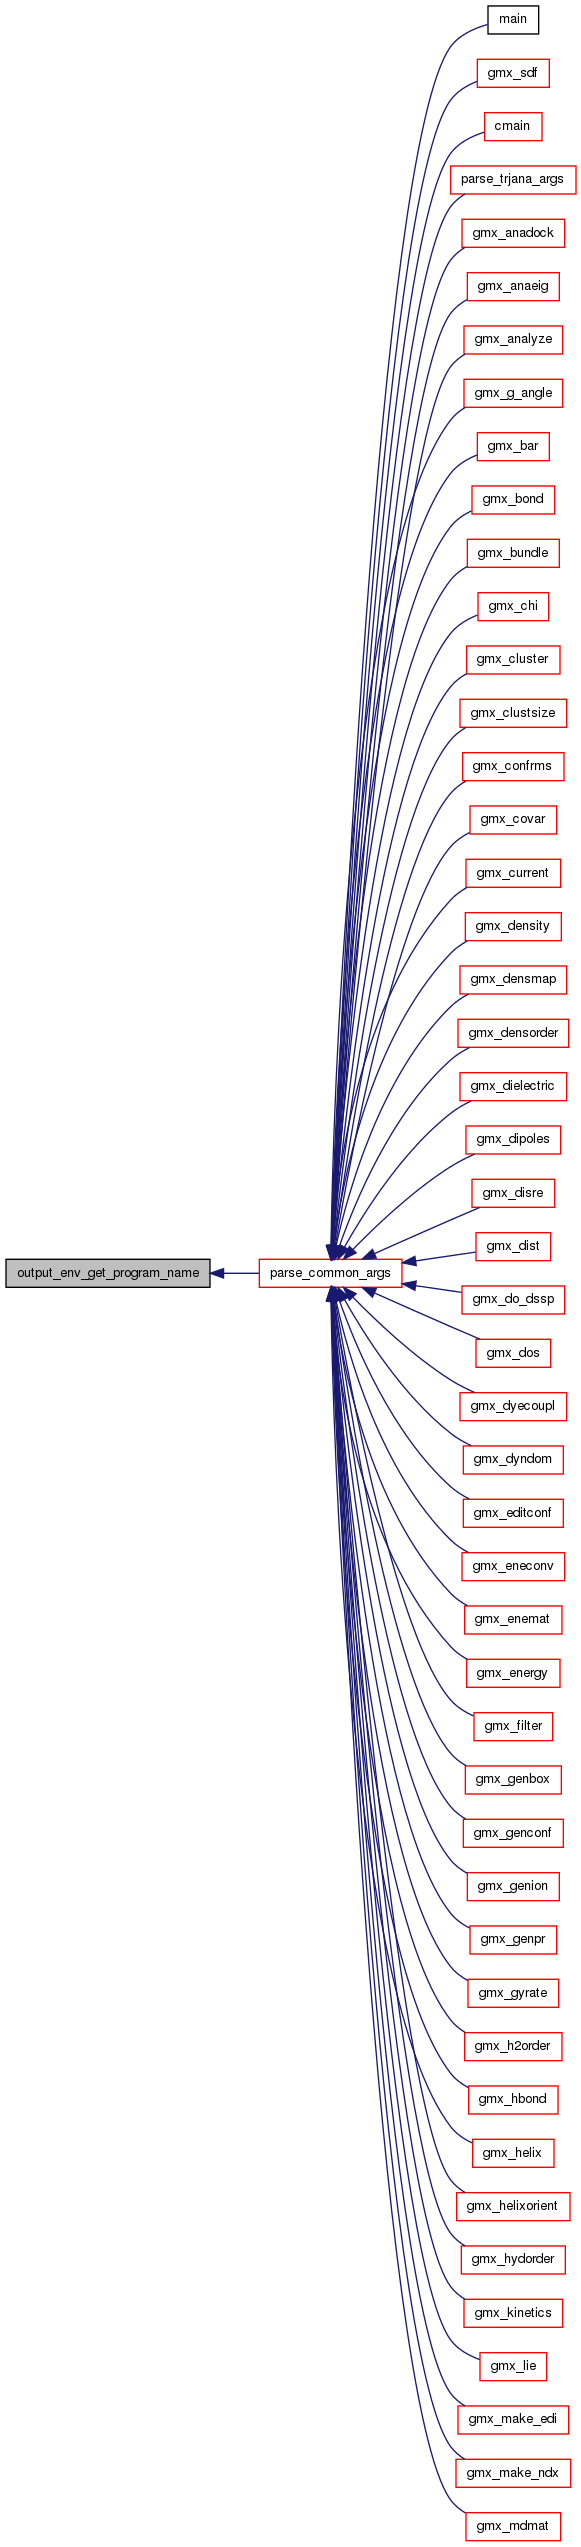 main
gmx_sdf
cmain
parse_trjana_args
gmx_anadock
gmx_anaeig
gmx_analyze
gmx_g_angle
gmx_bar
gmx_bond
gmx_bundle
gmx_chi
gmx_cluster
gmx_clustsize
gmx_confrms
gmx_covar
gmx_current
gmx_density
gmx_densmap
gmx_densorder
gmx_dielectric
gmx_dipoles
gmx_disre
gmx_dist
output_env_get_program_name
parse_common_args
gmx_do_dssp
gmx_dos
gmx_dyecoupl
gmx_dyndom
gmx_editconf
gmx_eneconv
gmx_enemat
gmx_energy
gmx_filter
gmx_genbox
gmx_genconf
gmx_genion
gmx_genpr
gmx_gyrate
gmx_h2order
gmx_hbond
gmx_helix
gmx_helixorient
gmx_hydorder
gmx_kinetics
gmx_lie
gmx_make_edi
gmx_make_ndx
gmx_mdmat